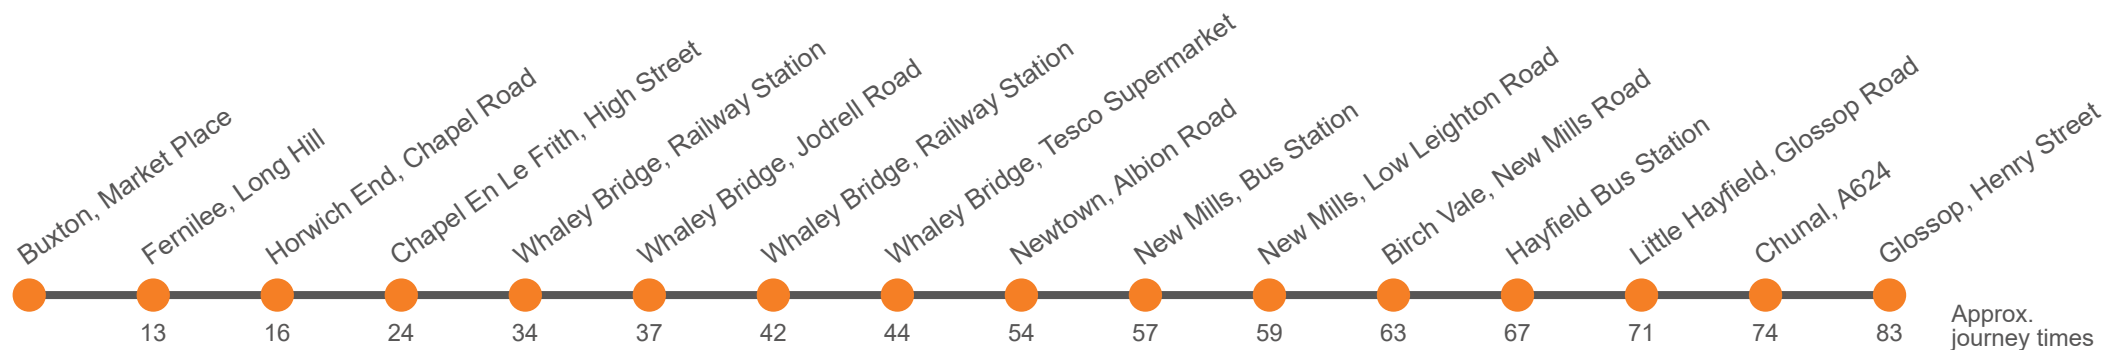 Buxton, Market Place
Fernilee, Long Hill
Horwich End, Chapel Road
Chapel En Le Frith, High Street
Whaley Bridge, Railway Station
Whaley Bridge, Jodrell Road
Whaley Bridge, Railway Station
Whaley Bridge, Tesco Supermarket
Newtown, Albion Road
New Mills, Bus Station
New Mills, Low Leighton Road
Birch Vale, New Mills Road
Hayfield Bus Station
Little Hayfield, Glossop Road
Chunal, A624
Glossop, Henry Street
13 16 24 34 37 42 44 54 57 59 63 67 71 74 83
Approx.
journey times